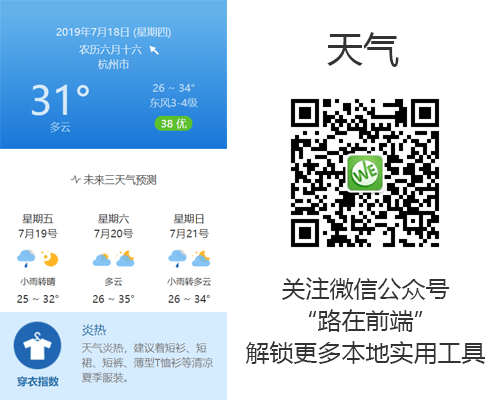 2019年7月18日 (星期四)
农历六月十六
杭州市
31°
多云
26 ~ 34°
东风3-4级
38 优
未来三天气预测
星期五
7月19号
小雨转晴
25 ~ 32°
星期六
7月20号
多云
26 ~ 35°
星期日
7月21号
小雨转多云
26 ~ 34°
穿衣指数
炎热
天气炎热，建议着短衫、短
裙、短裤、薄型T恤衫等清凉
夏季服装。
天气
WE
关注微信公众号
“路在前端”
解锁更多本地实用工具